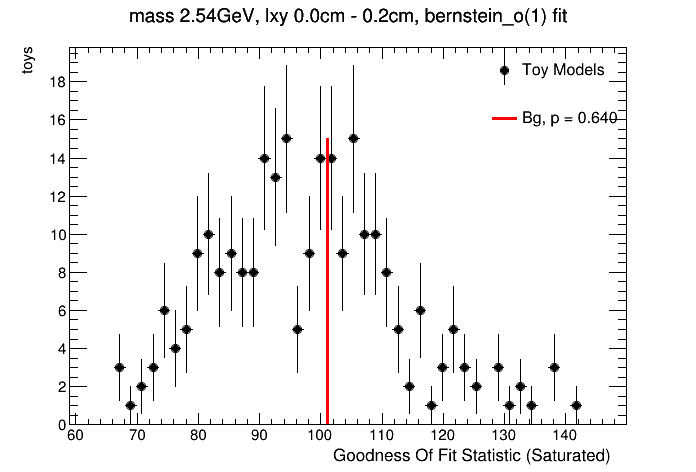 mass 2.54GeV, lxy 0.0cm - 0.2cm, bernstein_o(1) fit
toys
18
16
14
12
10
8
6
4
2
0
Toy Models
Bg, p = 0.640
60 70 80 90 100 110 120 130 140
Goodness Of Fit Statistic (Saturated)